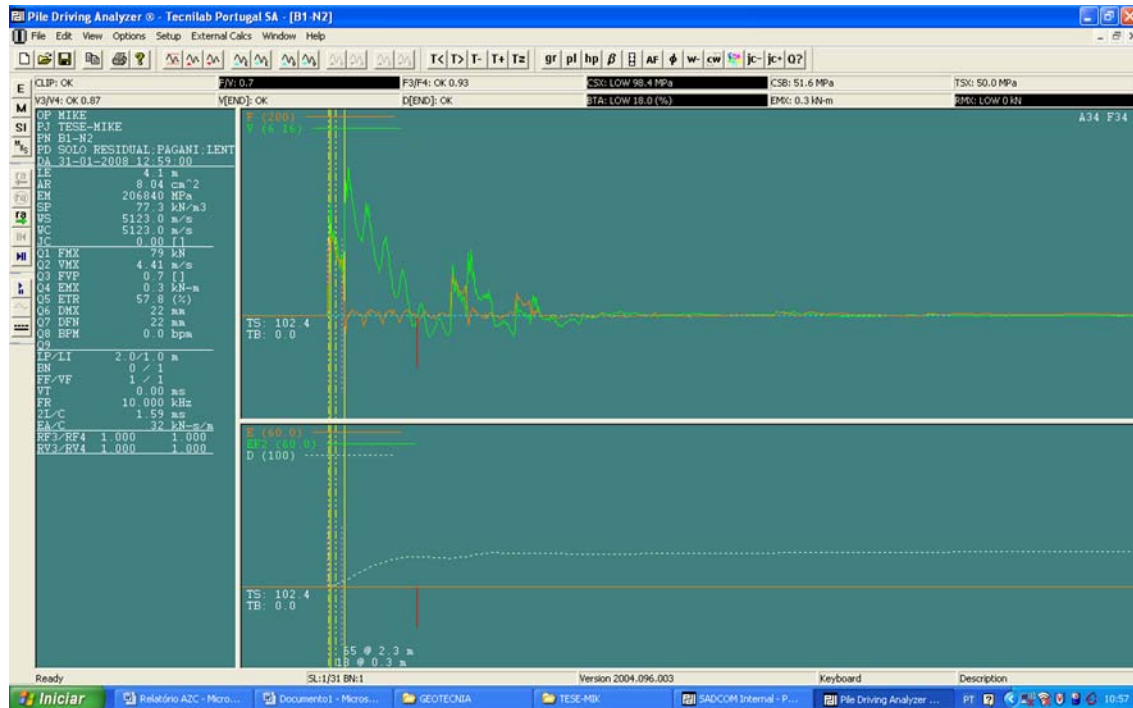 Pile Driving Analyzer ® - Tecnilab Portugal SA - [B1-N2]
File Edit View Options Setup External Calcs Window Help
T< T> T- T+ T± gr pl hp β AF φ w- cw jc- jc+ Q?
CLIP: OK F/V: 0.7 F3/F4: OK 0.93 CSX: LOW 98.4 MPa CSB: 51.6 MPa TSX: 50.0 MPa
V3/V4: OK 0.87 V[END]: OK D[END]: OK BTA: LOW 18.0 (%) EMX: 0.3 kN-m RMX: LOW 0 kN
E
M
SI
OP MIKE
PJ TESE-MIKE
PN B1-N2
PD SOLO RESIDUAL;PAGANI;LENT
DA 31-01-2008 12:59:00
LE 4.1 m
AR 8.04 cm^2
EM 206840 MPa
SP 77.3 kN/m3
WS 5123.0 m/s
WC 5123.0 m/s
JC 0.00 []
Q1 FMX 79 kN
Q2 VMX 4.41 m/s
Q3 FVP 0.7 []
Q4 EMX 0.3 kN-m
Q5 ETR 57.8 (%)
Q6 DMX 22 mm
Q7 DFN 22 mm
Q8 BPM 0.0 bpm
Q9
LP/LI 2.0/1.0 m
BN 0 / 1
FF/VF 1 / 1
VT 0.00 ms
FR 10.000 kHz
2L/C 1.59 ms
EA/C 32 kN-s/m
RF3/RF4 1.000 1.000
RV3/RV4 1.000 1.000
F (200)
V (6.16)
A34 F34
TS: 102.4
TB: 0.0
E (60.0)
EF2 (60.0)
D (100)
TS: 102.4
TB: 0.0
65 @ 2.3 m
13 @ 0.3 m
Ready SL:1/31 BN:1 Version 2004.096.003 Keyboard Description
Iniciar Relatório AZC - Micro... Documento1 - Micros... GEOTECNIA TESE-MIK SADCOM Internal - P... Pile Driving Analyzer ... PT 10:57